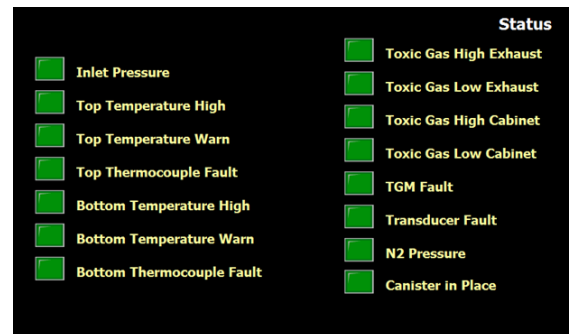 Status
Inlet Pressure
Top Temperature High
Top Temperature Warn
Top Thermocouple Fault
Bottom Temperature High
Bottom Temperature Warn
Bottom Thermocouple Fault
Toxic Gas High Exhaust
Toxic Gas Low Exhaust
Toxic Gas High Cabinet
Toxic Gas Low Cabinet
TGM Fault
Transducer Fault
N2 Pressure
Canister in Place